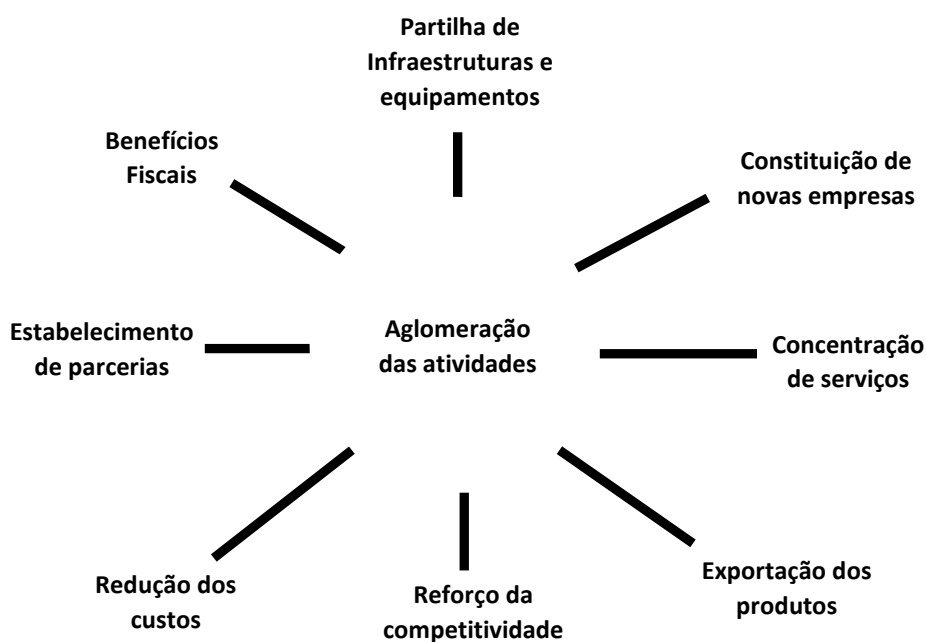 Partilha de
Infraestruturas e
equipamentos
Benefícios
Fiscais
Constituição de
novas empresas
Estabelecimento
de parcerias
Aglomeração
das atividades
Concentração
de serviços
Redução dos
custos
Reforço da
competitividade
Exportação dos
produtos